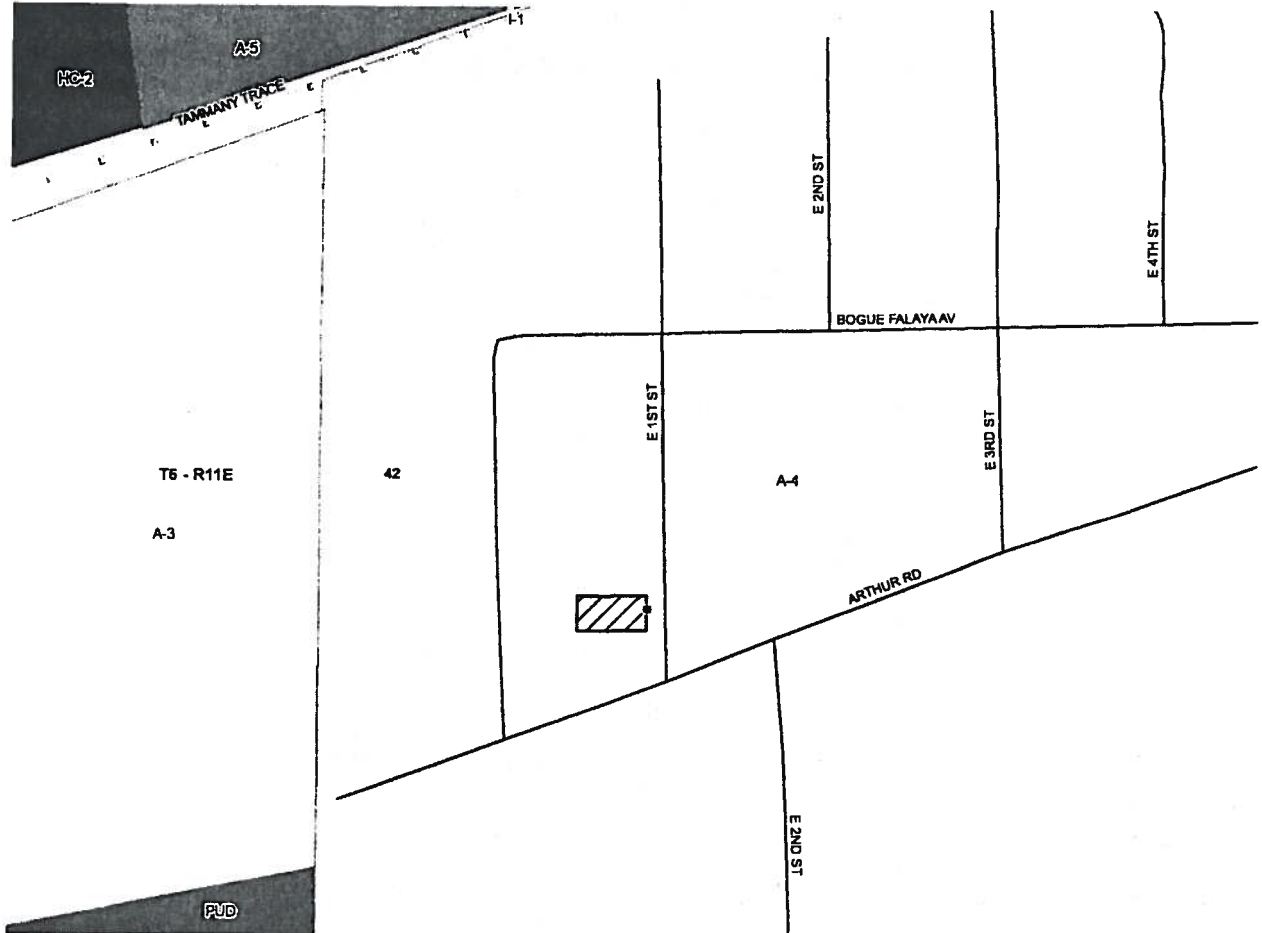 I-1
A-5
HC-2
TAMMANY TRACE
E 2ND ST
E 4TH ST
BOGUE FALAYA AV
E 1ST ST
E 3RD ST
T6 - R11E
42
A-4
A-3
ARTHUR RD
E 2ND ST
PUD